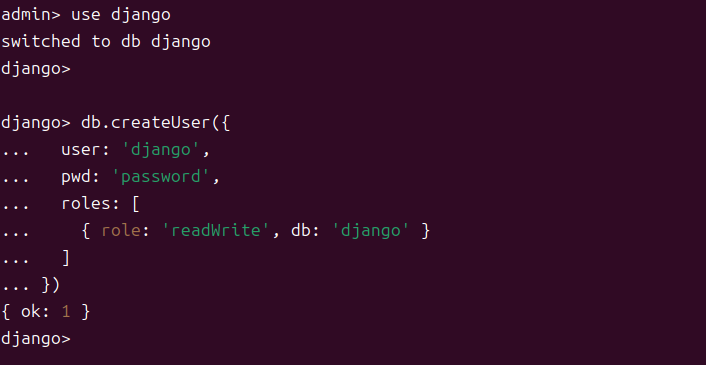 admin> use django
switched to db django
django>
django> db.createUser({
...   user: 'django',
...   pwd: 'password',
...   roles: [
...     { role: 'readWrite', db: 'django' }
...   ]
... })
{ ok: 1 }
django>